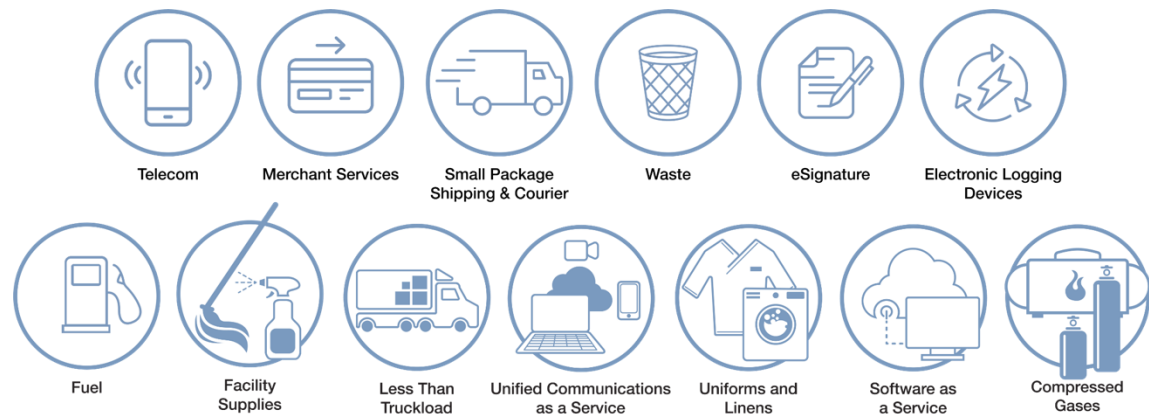 Telecom
Merchant Services
Small Package
Shipping & Courier
Waste
eSignature
Electronic Logging
Devices
Fuel
Facility
Supplies
Less Than
Truckload
Unified Communications
as a Service
Uniforms and
Linens
Software as
a Service
Compressed
Gases